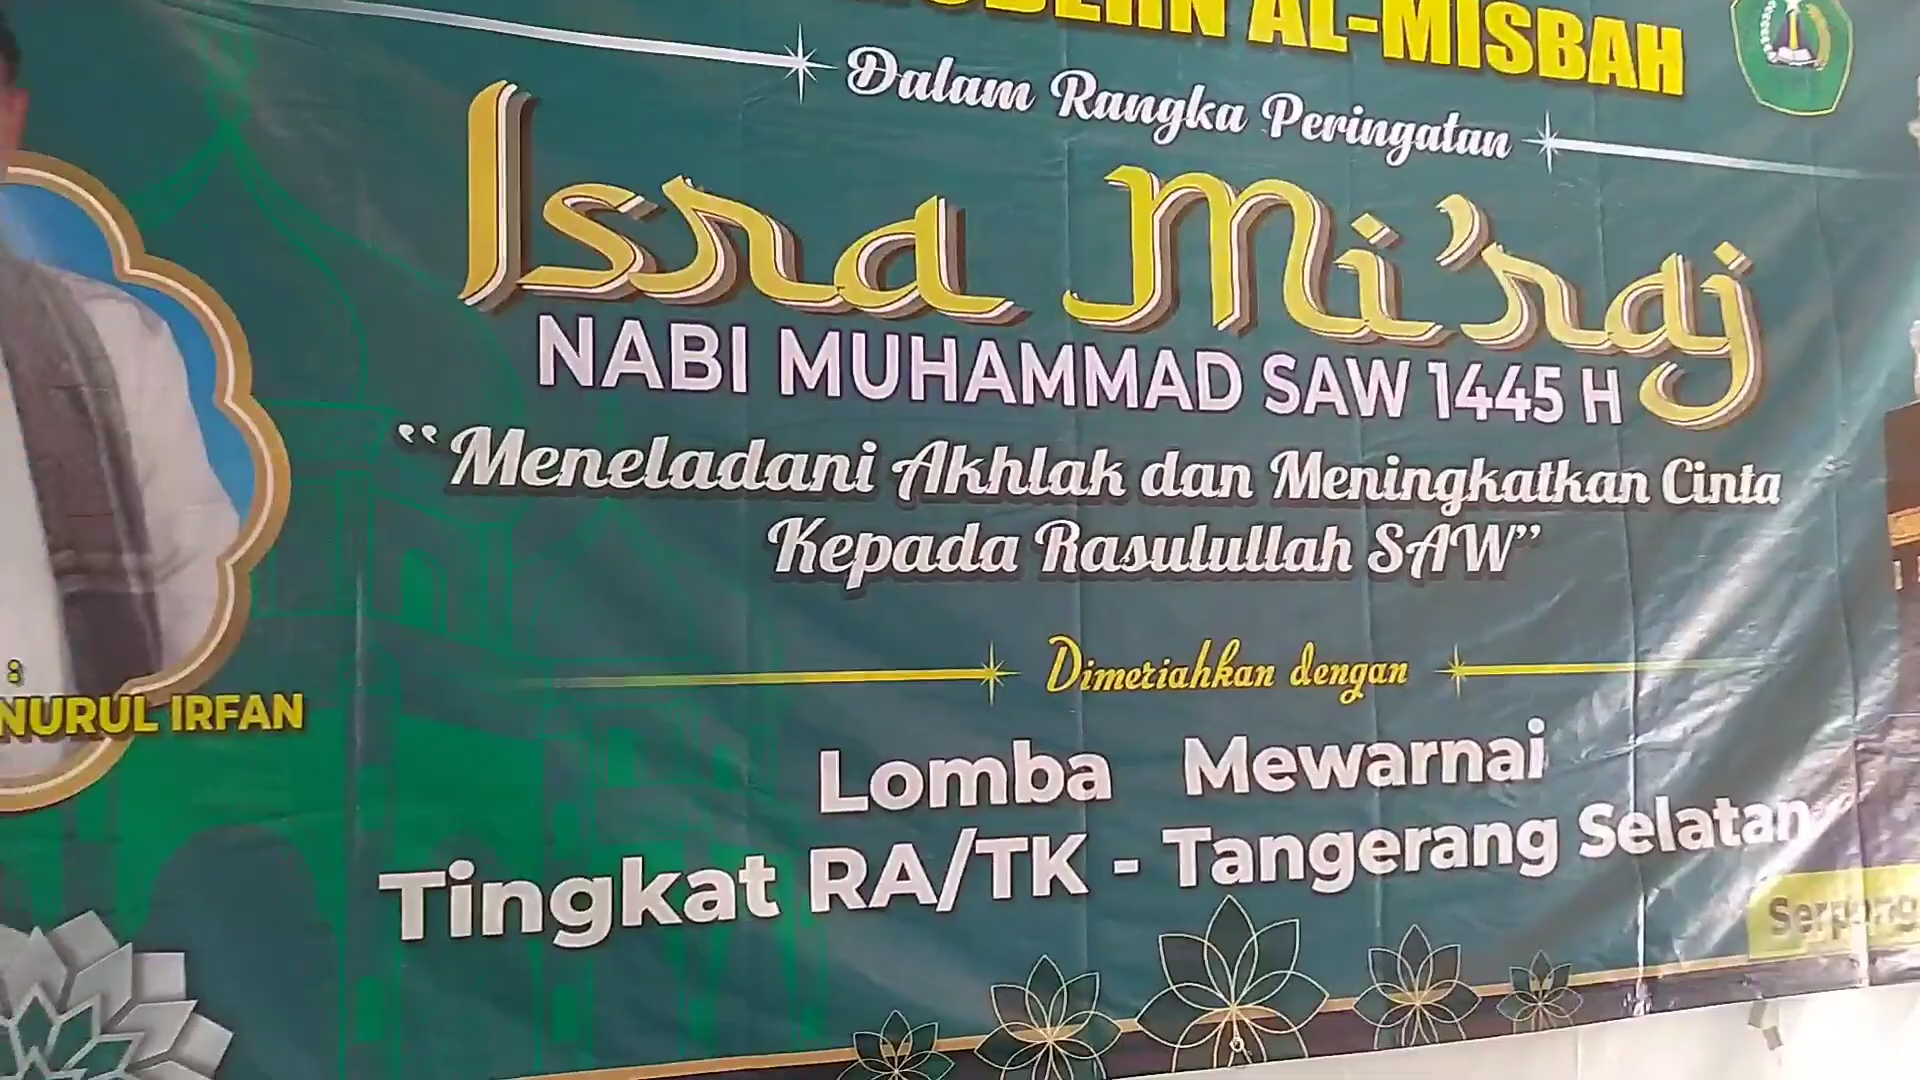 AL-MISBAH
Dalam Rangka Peringatan
Isra Mi'raj
NABI MUHAMMAD SAW 1445 H
“Meneladani Akhlak dan Meningkatkan Cinta
Kepada Rasulullah SAW”
Dimeriahkan dengan
:
NURUL IRFAN
Lomba Mewarnai
Tingkat RA/TK - Tangerang Selatan